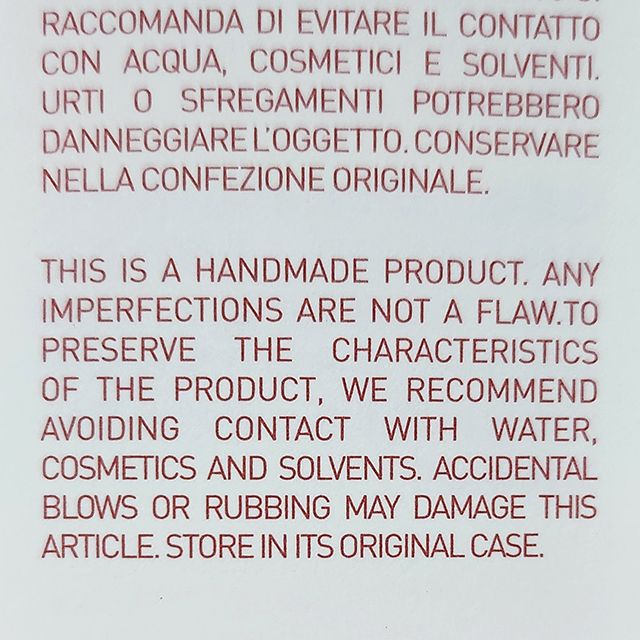 RACCOMANDA DI EVITARE IL CONTATTO
CON ACQUA, COSMETICI E SOLVENTI.
URTI O SFREGAMENTI POTREBBERO
DANNEGGIARE L'OGGETTO. CONSERVARE
NELLA CONFEZIONE ORIGINALE.
THIS IS A HANDMADE PRODUCT. ANY
IMPERFECTIONS ARE NOT A FLAW.TO
PRESERVE THE CHARACTERISTICS
OF THE PRODUCT, WE RECOMMEND
AVOIDING CONTACT WITH WATER,
COSMETICS AND SOLVENTS. ACCIDENTAL
BLOWS OR RUBBING MAY DAMAGE THIS
ARTICLE. STORE IN ITS ORIGINAL CASE.